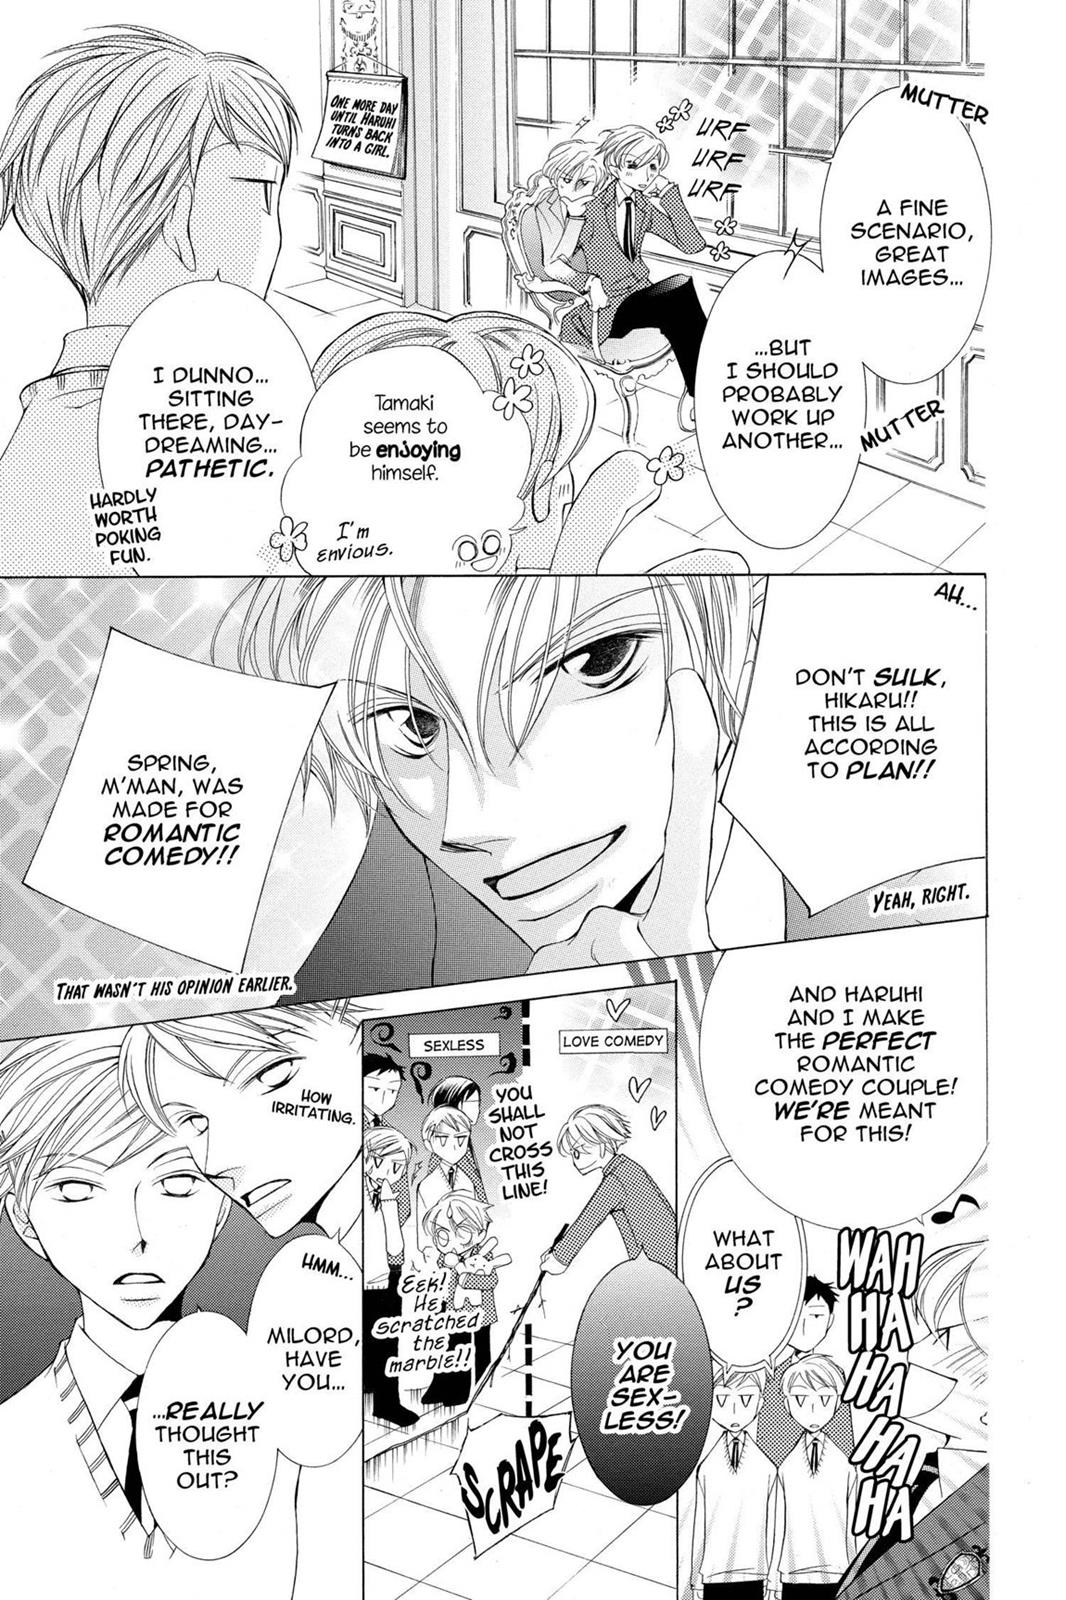 MUTTER
A FINE
SCENARIO,
GREAT
IMAGES...
...BUT
I SHOULD
PROBABLY
WORK UP
ANOTHER...
MUTTER
URF
URF
URF
ONE MORE DAY
UNTIL HARUHI
TURNS BACK
INTO A GIRL.
Tamaki
seems to
be enjoying
himself.
I'm
envious.
I DUNNO...
SITTING
THERE, DAY-
DREAMING...
PATHETIC.
HARDLY
WORTH
POKING
FUN.
AH...
DON'T SULK,
HIKARU!!
THIS IS ALL
ACCORDING
TO PLAN!!
YEAH, RIGHT.
SPRING,
M'MAN, WAS
MADE FOR
ROMANTIC
COMEDY!!
THAT WASN'T HIS OPINION EARLIER.
AND HARUHI
AND I MAKE
THE PERFECT
ROMANTIC
COMEDY COUPLE!
WE'RE MEANT
FOR THIS!
WAH
HA
HA
HA
HA
HA
WHAT
ABOUT
US
?
LOVE COMEDY
SEXLESS
YOU
SHALL
NOT
CROSS
THIS
LINE!
YOU
ARE
SEX-
LESS!
Eek!
He
scratched
the
marble!!
SCRAPE
HOW
IRRITATING.
HMM...
MILORD,
HAVE
YOU...
...REALLY
THOUGHT
THIS
OUT?